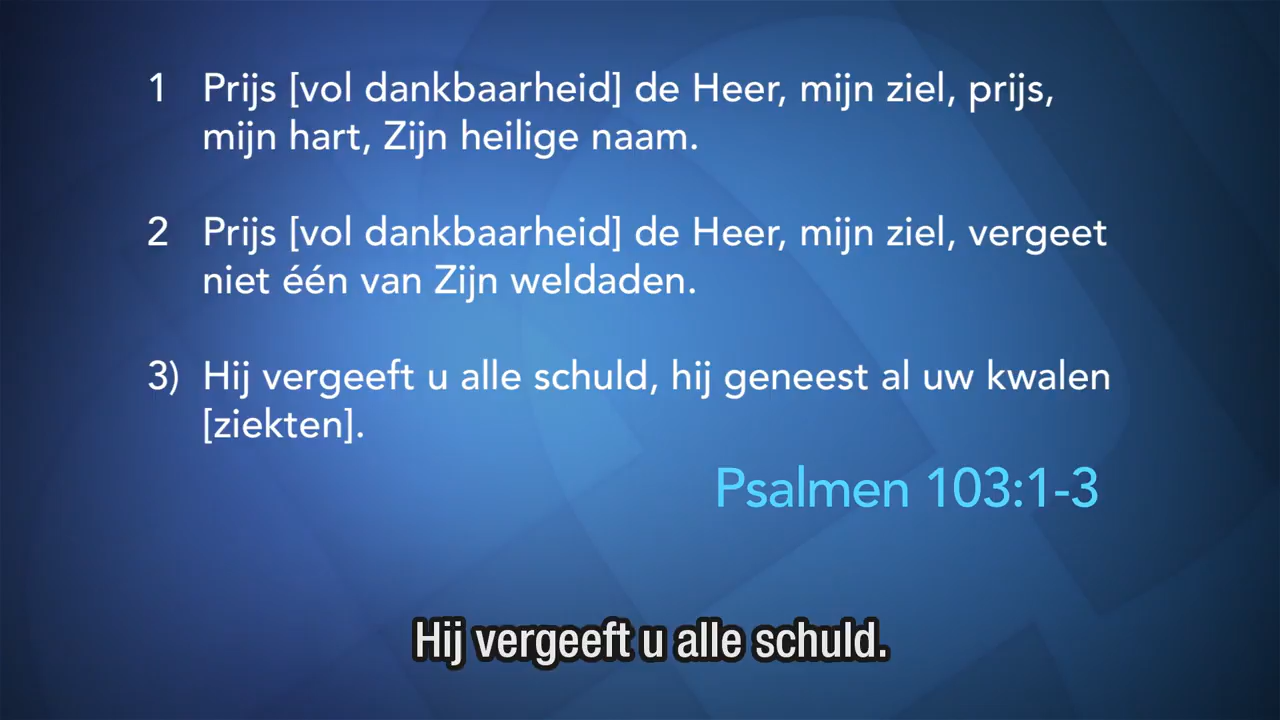 1 Prijs [vol dankbaarheid] de Heer, mijn ziel, prijs,
mijn hart, Zijn heilige naam.
2 Prijs [vol dankbaarheid] de Heer, mijn ziel, vergeet
niet één van Zijn weldaden.
3) Hij vergeeft u alle schuld, hij geneest al uw kwalen
[ziekten].
Psalmen 103:1-3
Hij vergeeft u alle schuld.